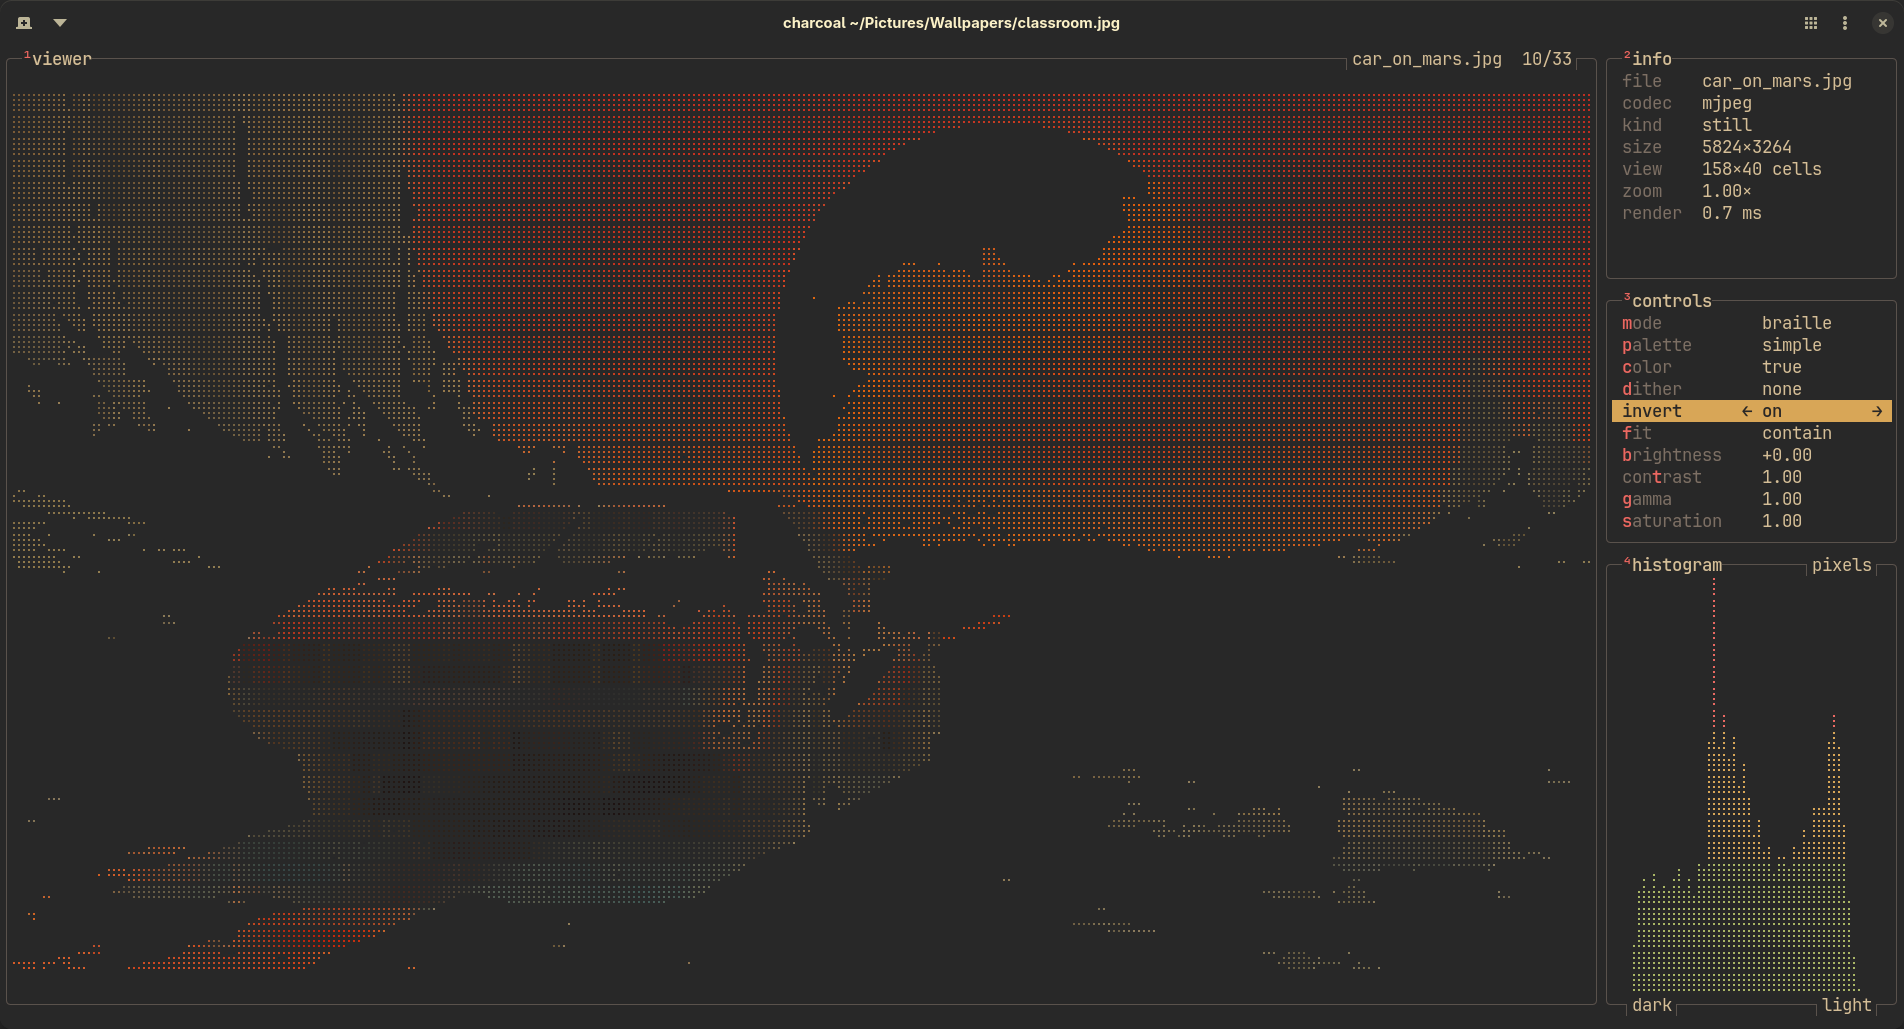 charcoal ~/Pictures/Wallpapers/classroom.jpg
¹viewer car_on_mars.jpg 10/33
²info
file car_on_mars.jpg
codec mjpeg
kind still
size 5824×3264
view 158×40 cells
zoom 1.00×
render 0.7 ms
³controls
mode braille
palette simple
color true
dither none
invert ← on →
fit contain
brightness +0.00
contrast 1.00
gamma 1.00
saturation 1.00
⁴histogram pixels
dark light